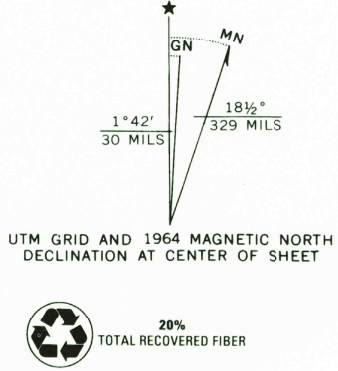 ★
GN MN
1°42′ 18½°
30 MILS 329 MILS
UTM GRID AND 1964 MAGNETIC NORTH
DECLINATION AT CENTER OF SHEET
20%
TOTAL RECOVERED FIBER